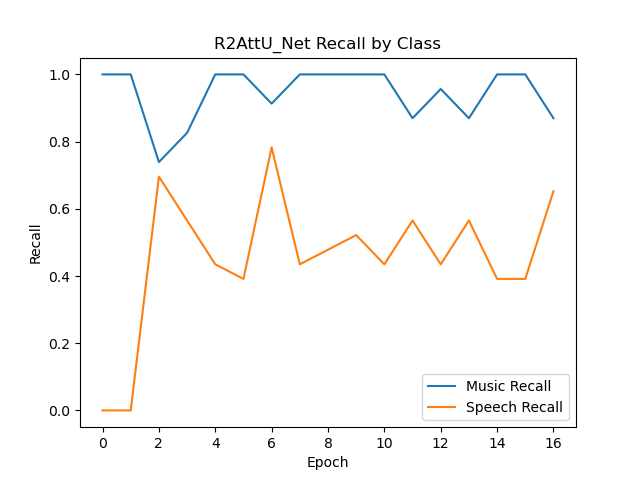 R2AttU_Net Recall by Class
1.0
0.8
0.6
0.4
0.2
0.0
Recall
0 2 4 6 8 10 12 14 16
Epoch
Music Recall
Speech Recall